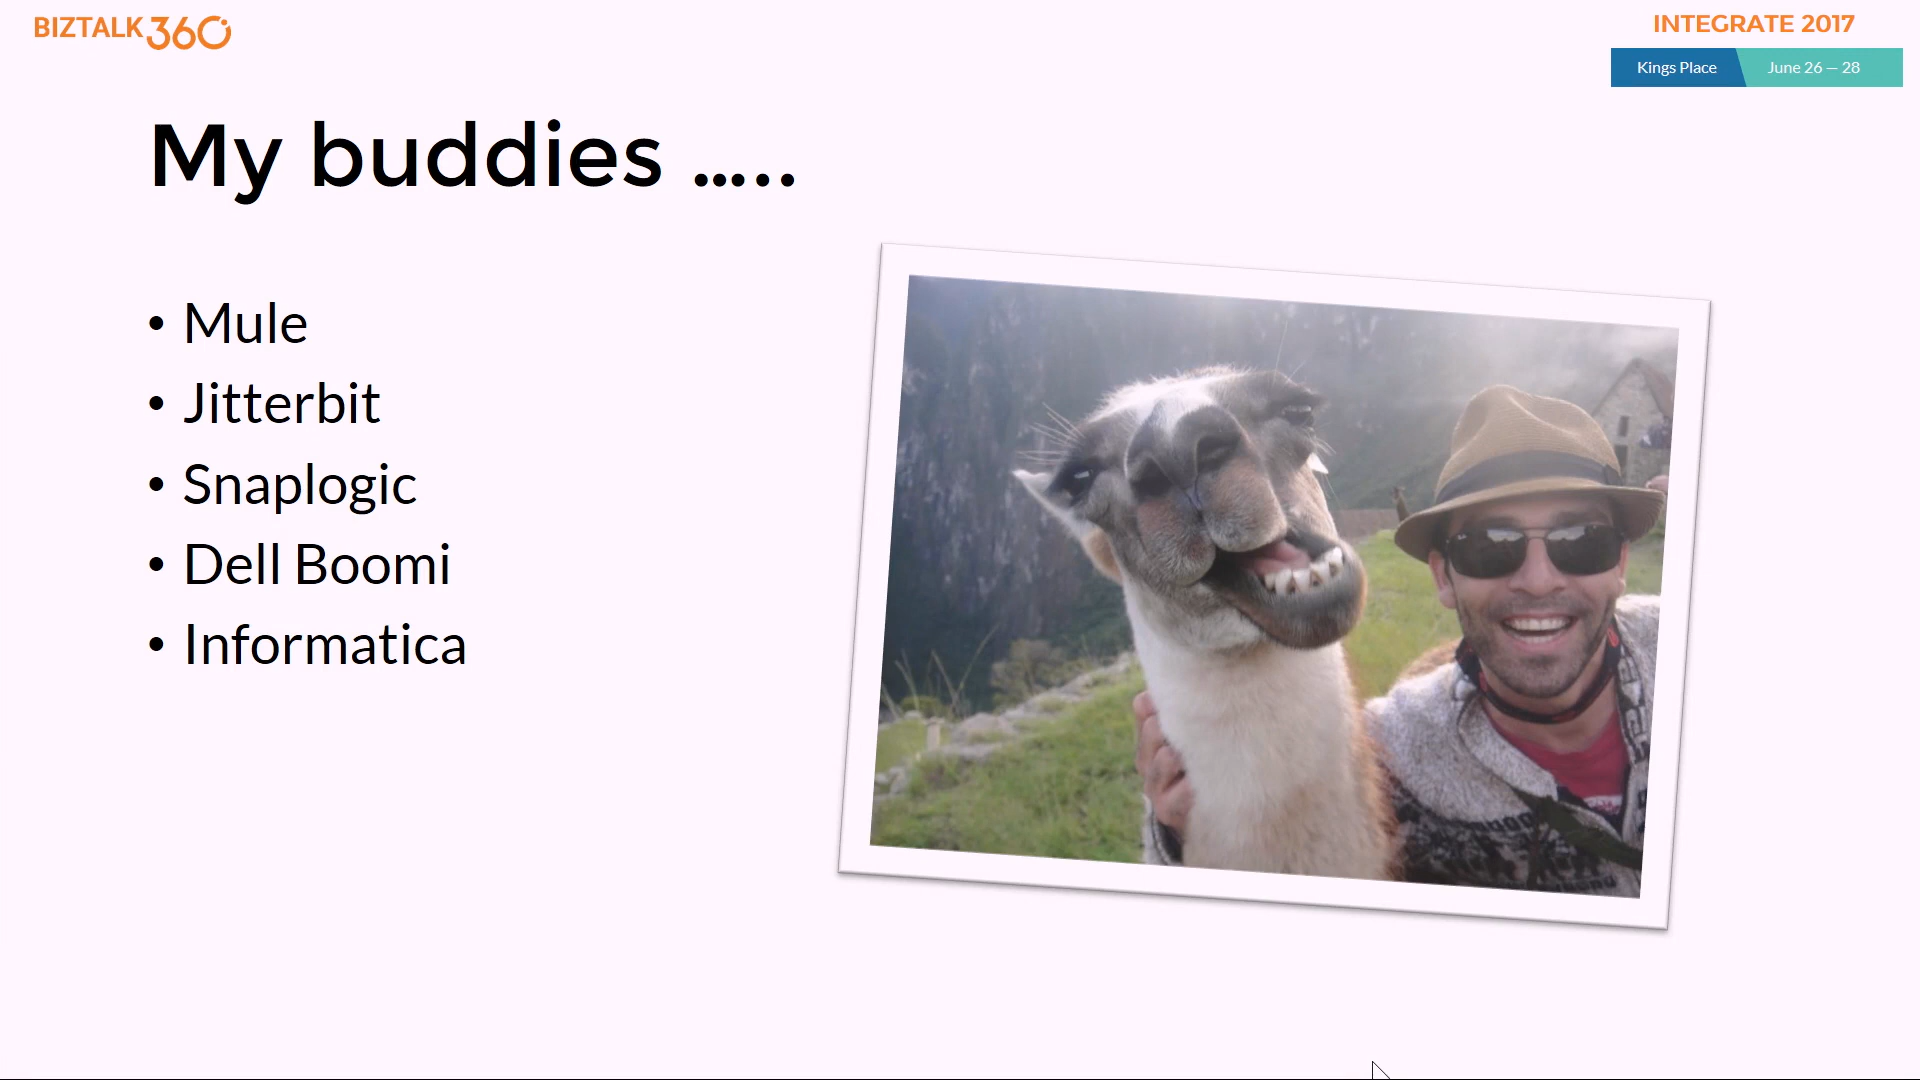 BIZTALK360
INTEGRATE 2017
Kings Place
June 26 — 28
My buddies …..
• Mule
• Jitterbit
• Snaplogic
• Dell Boomi
• Informatica